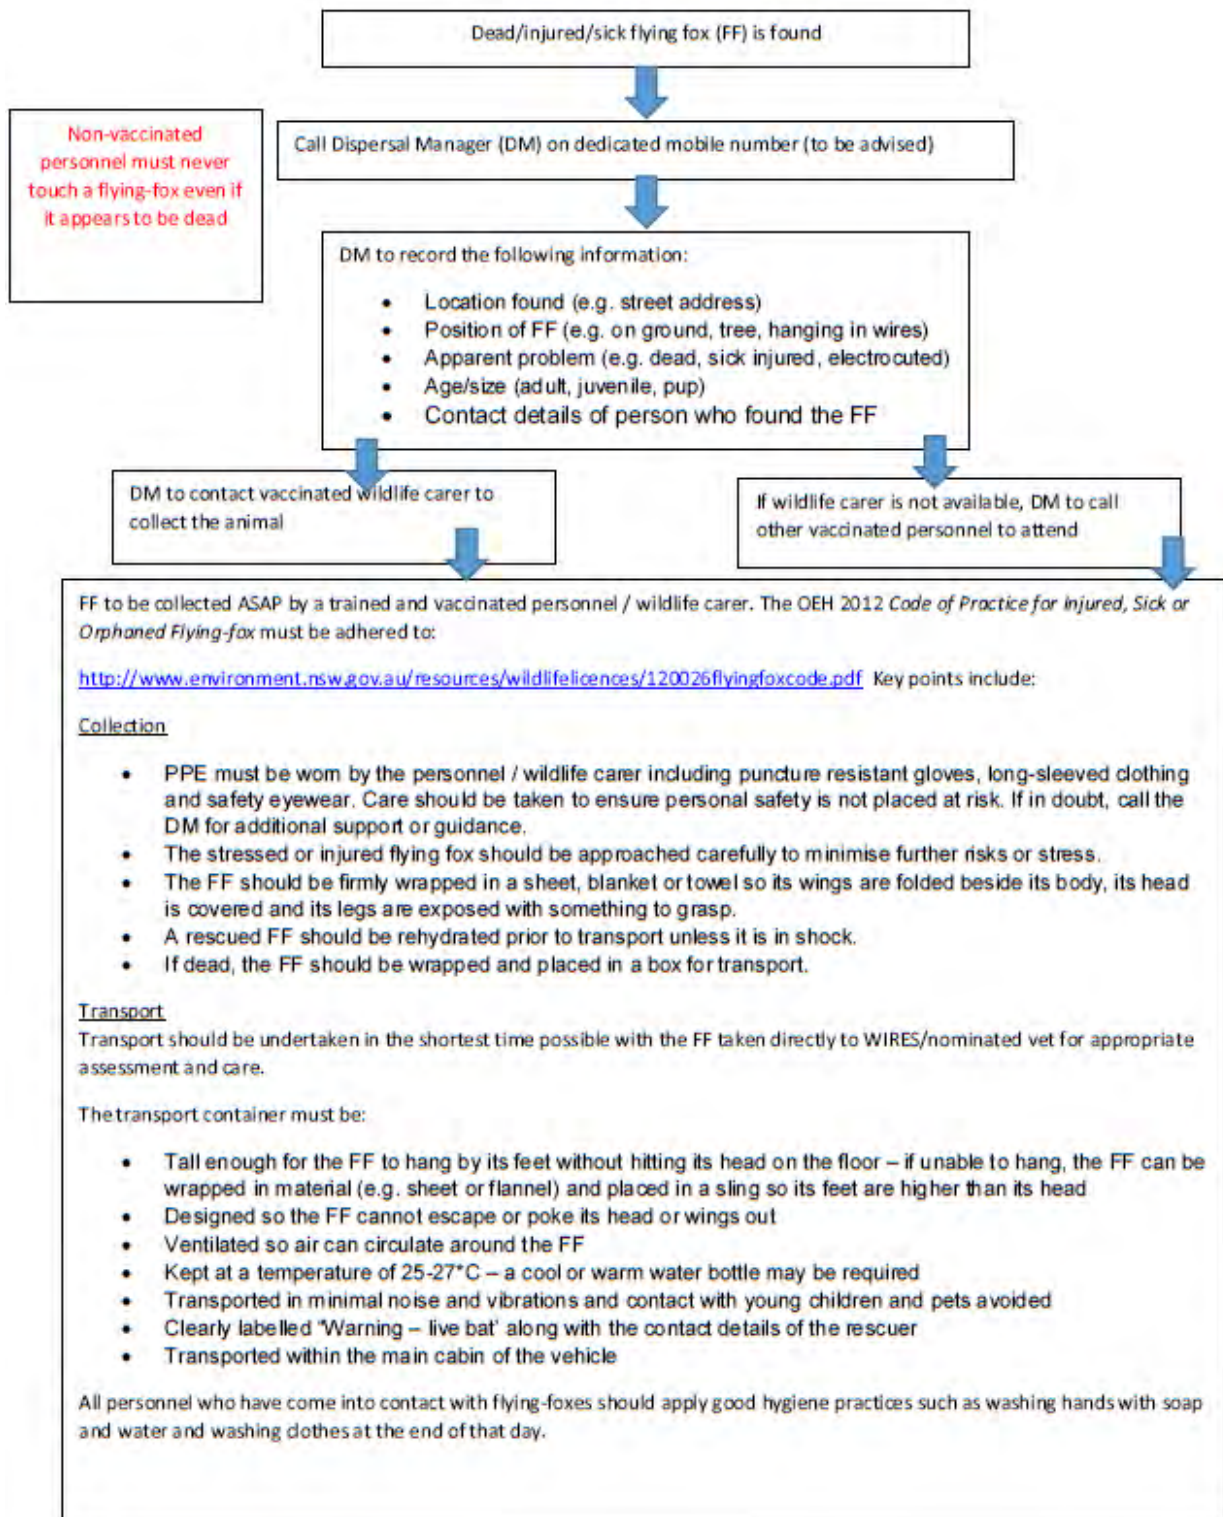 Dead/injured/sick flying fox (FF) is found
Non-vaccinated
personnel must never
touch a flying-fox even if
it appears to be dead
Call Dispersal Manager (DM) on dedicated mobile number (to be advised)
DM to record the following information:
• Location found (e.g. street address)
• Position of FF (e.g. on ground, tree, hanging in wires)
• Apparent problem (e.g. dead, sick injured, electrocuted)
• Age/size (adult, juvenile, pup)
• Contact details of person who found the FF
DM to contact vaccinated wildlife carer to
collect the animal
If wildlife carer is not available, DM to call
other vaccinated personnel to attend
FF to be collected ASAP by a trained and vaccinated personnel / wildlife carer. The OEH 2012 Code of Practice for Injured, Sick or
Orphaned Flying-fox must be adhered to:
http://www.environment.nsw.gov.au/resources/wildlifelicences/120026flyingfoxcode.pdf Key points include:
Collection
• PPE must be worn by the personnel / wildlife carer including puncture resistant gloves, long-sleeved clothing
and safety eyewear. Care should be taken to ensure personal safety is not placed at risk. If in doubt, call the
DM for additional support or guidance.
• The stressed or injured flying fox should be approached carefully to minimise further risks or stress.
• The FF should be firmly wrapped in a sheet, blanket or towel so its wings are folded beside its body, its head
is covered and its legs are exposed with something to grasp.
• A rescued FF should be rehydrated prior to transport unless it is in shock.
• If dead, the FF should be wrapped and placed in a box for transport.
Transport
Transport should be undertaken in the shortest time possible with the FF taken directly to WIRES/nominated vet for appropriate
assessment and care.
The transport container must be:
• Tall enough for the FF to hang by its feet without hitting its head on the floor – if unable to hang, the FF can be
wrapped in material (e.g. sheet or flannel) and placed in a sling so its feet are higher than its head
• Designed so the FF cannot escape or poke its head or wings out
• Ventilated so air can circulate around the FF
• Kept at a temperature of 25-27*C – a cool or warm water bottle may be required
• Transported in minimal noise and vibrations and contact with young children and pets avoided
• Clearly labelled 'Warning – live bat' along with the contact details of the rescuer
• Transported within the main cabin of the vehicle
All personnel who have come into contact with flying-foxes should apply good hygiene practices such as washing hands with soap
and water and washing clothes at the end of that day.